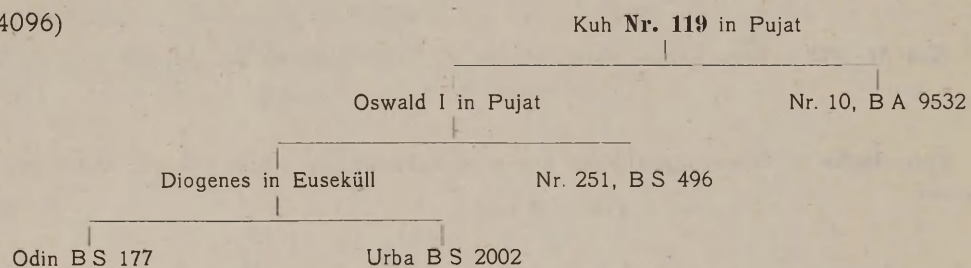 4096)
Kuh Nr. 119 in Pujat
Oswald I in Pujat Nr. 10, B A 9532
Diogenes in Euseküll Nr. 251, B S 496
Odin B S 177 Urba B S 2002